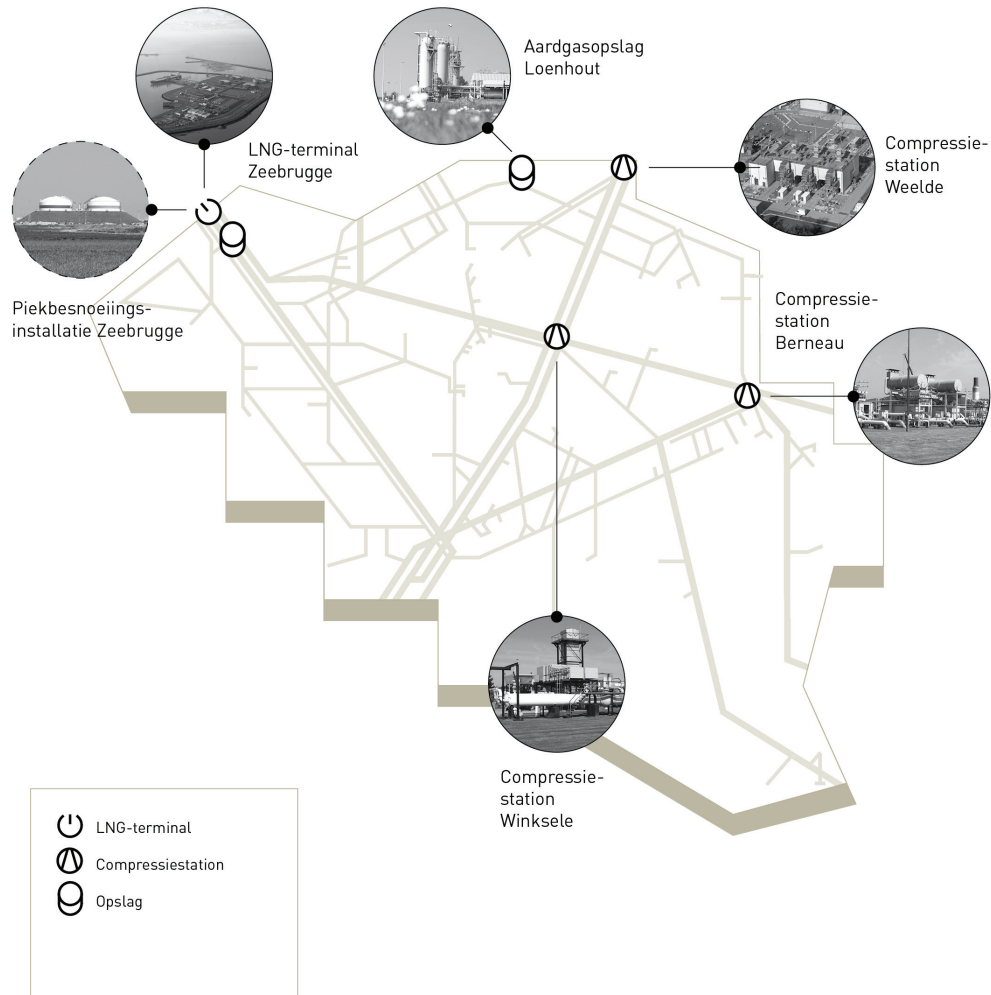 Aardgasopslag
Loenhout
LNG-terminal
Zeebrugge
Compressie-
station
Weelde
Piekbesnoeiings-
installatie Zeebrugge
Compressie-
station
Berneau
Compressie-
station
Winksele
LNG-terminal
Compressiestation
Opslag